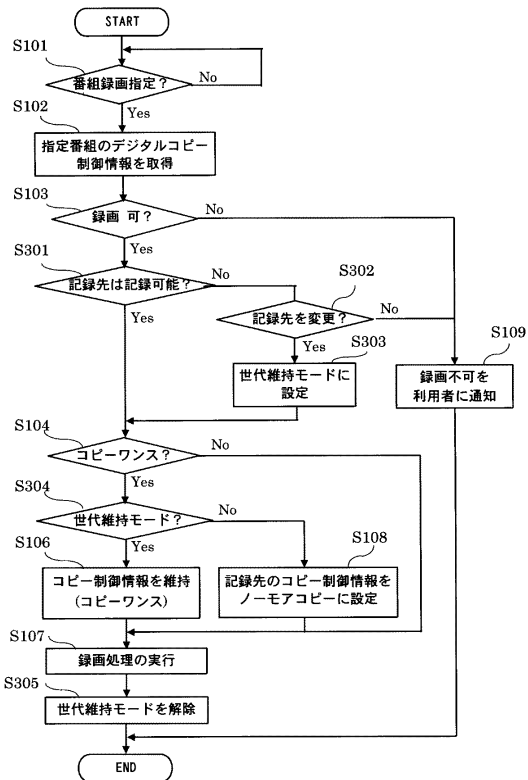 START
S101
番組録画指定？
No
Yes
S102
指定番組のデジタルコピー
制御情報を取得
S103
録画 可？
No
Yes
S301
記録先は記録可能？
No
Yes
S302
記録先を変更？
No
Yes
S303
世代維持モードに
設定
S109
録画不可を
利用者に通知
S104
コピーワンス？
No
Yes
S304
世代維持モード？
No
Yes
S106
コピー制御情報を維持
(コピーワンス)
S108
記録先のコピー制御情報を
ノーモアコピーに設定
S107
録画処理の実行
S305
世代維持モードを解除
END